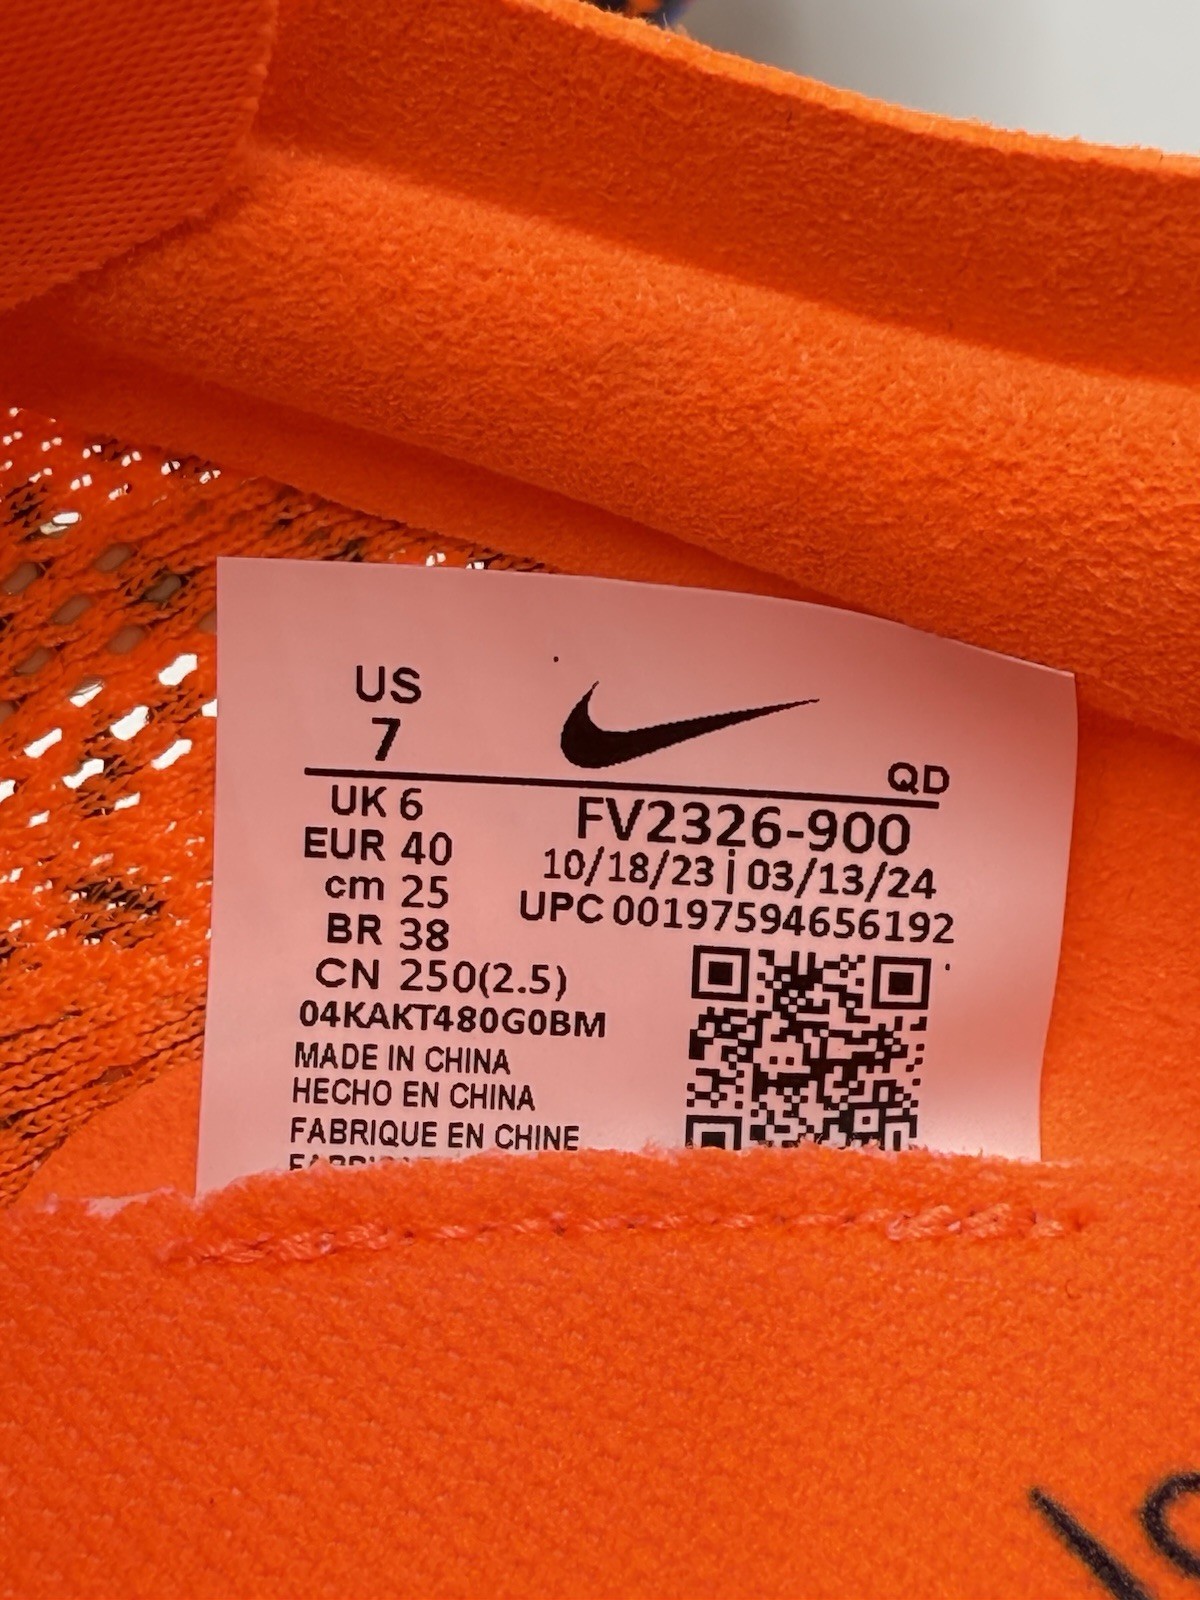 US
7
QD
UK 6
EUR 40
cm 25
BR 38
CN 250(2.5)
FV2326-900
10/18/23 | 03/13/24
UPC 00197594656192
04KAKT480G0BM
MADE IN CHINA
HECHO EN CHINA
FABRIQUE EN CHINE